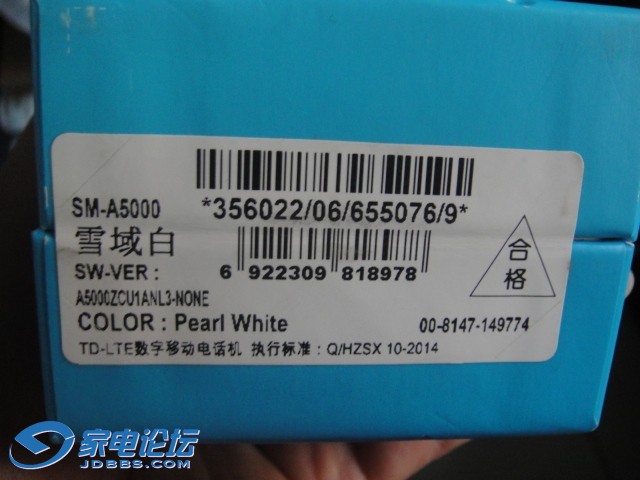 SM-A5000
*356022/06/655076/9*
雪域白
SW-VER :
6 922309 818978
合格
A5000ZCU1ANL3-NONE
COLOR : Pearl White
00-8147-149774
TD-LTE数字移动电话机 执行标准 : Q/HZSX 10-2014
家电论坛
JDBBS.COM